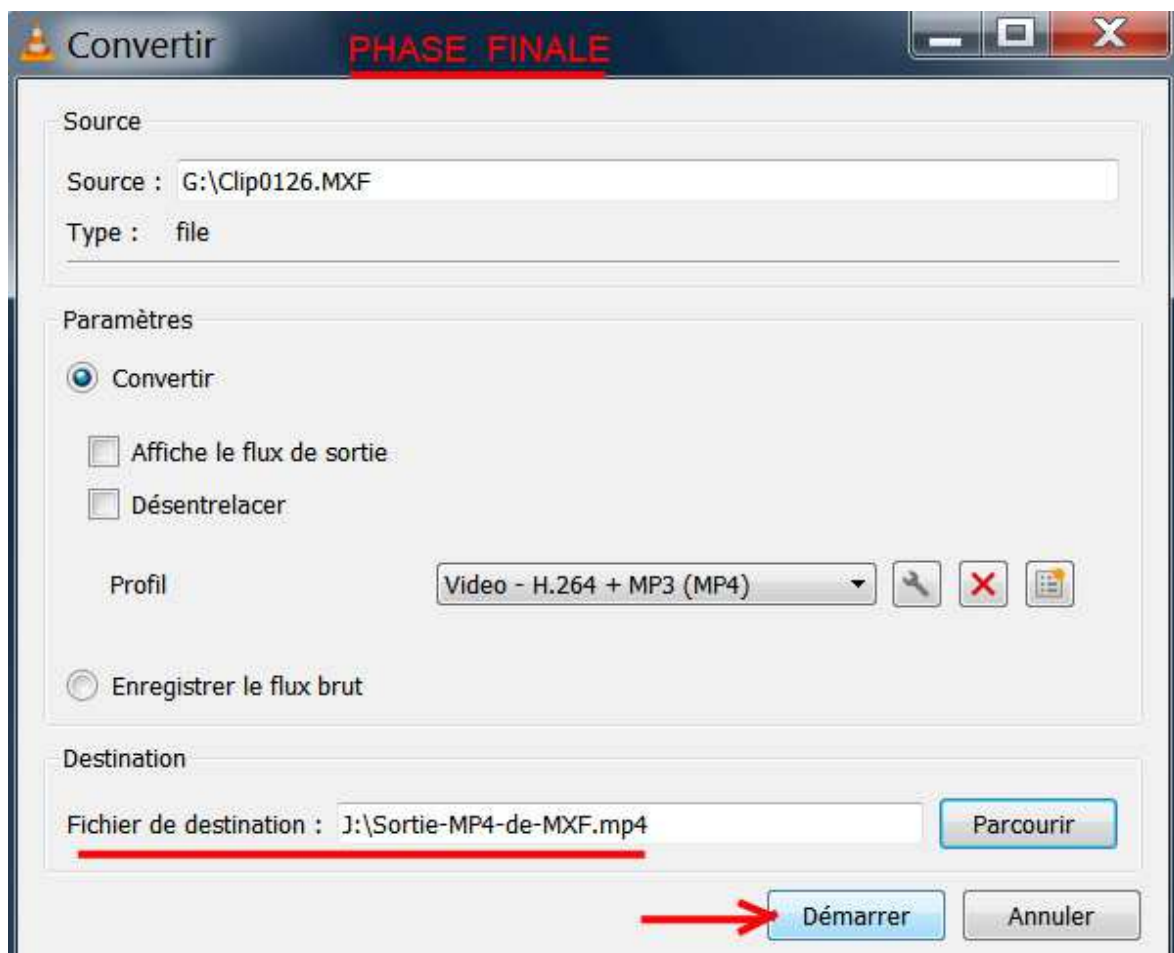 Convertir PHASE FINALE
Source
Source : G:\Clip0126.MXF
Type : file
Paramètres
Convertir
Affiche le flux de sortie
Désentrelacer
Profil Video - H.264 + MP3 (MP4)
Enregistrer le flux brut
Destination
Fichier de destination : J:\Sortie-MP4-de-MXF.mp4 Parcourir
Démarrer Annuler